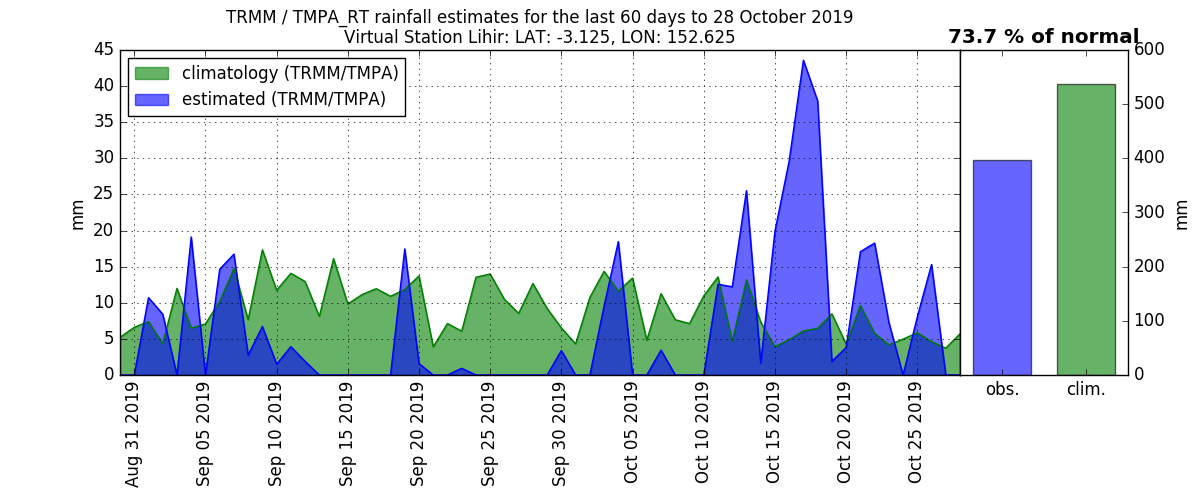 TRMM / TMPA_RT rainfall estimates for the last 60 days to 28 October 2019
Virtual Station Lihir: LAT: -3.125, LON: 152.625
73.7 % of normal
climatology (TRMM/TMPA)
estimated (TRMM/TMPA)
mm
45
40
35
30
25
20
15
10
5
0
Aug 31 2019
Sep 05 2019
Sep 10 2019
Sep 15 2019
Sep 20 2019
Sep 25 2019
Sep 30 2019
Oct 05 2019
Oct 10 2019
Oct 15 2019
Oct 20 2019
Oct 25 2019
obs.
clim.
600
500
400
300
200
100
0
mm